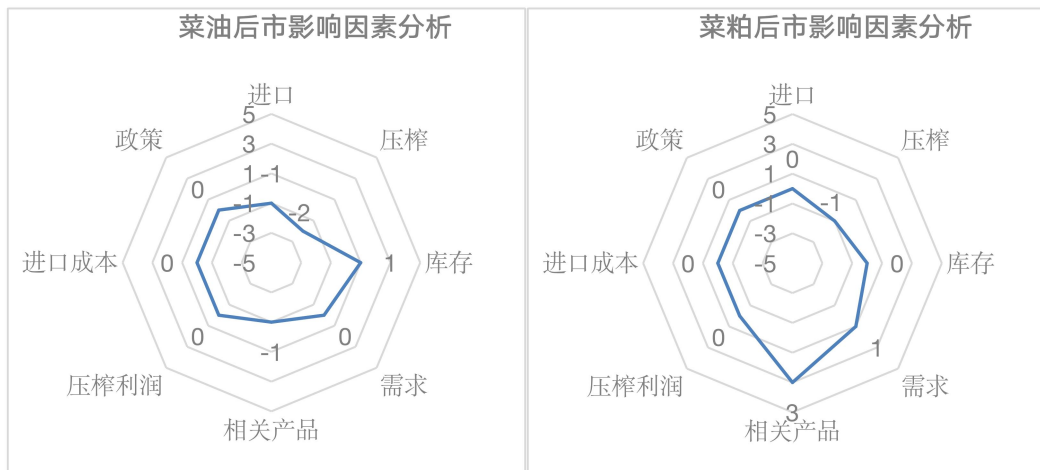 菜油后市影响因素分析
进口
5
政策
压榨
3
1
-1
0
-1
-2
-3
进口成本
0
-5
1
库存
0
0
-1
压榨利润
需求
相关产品
菜粕后市影响因素分析
进口
5
政策
压榨
3
0
1
0
-1
-1
-3
进口成本
0
-5
0
库存
0
1
压榨利润
需求
3
相关产品